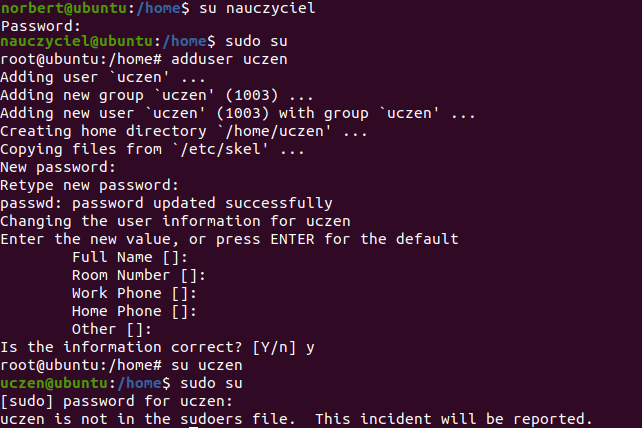 norbert@ubuntu:/home$ su nauczyciel
Password:
nauczyciel@ubuntu:/home$ sudo su
root@ubuntu:/home# adduser uczen
Adding user `uczen' ...
Adding new group `uczen' (1003) ...
Adding new user `uczen' (1003) with group `uczen' ...
Creating home directory `/home/uczen' ...
Copying files from `/etc/skel' ...
New password:
Retype new password:
passwd: password updated successfully
Changing the user information for uczen
Enter the new value, or press ENTER for the default
        Full Name []:
        Room Number []:
        Work Phone []:
        Home Phone []:
        Other []:
Is the information correct? [Y/n] y
root@ubuntu:/home# su uczen
uczen@ubuntu:/home$ sudo su
[sudo] password for uczen:
uczen is not in the sudoers file.  This incident will be reported.